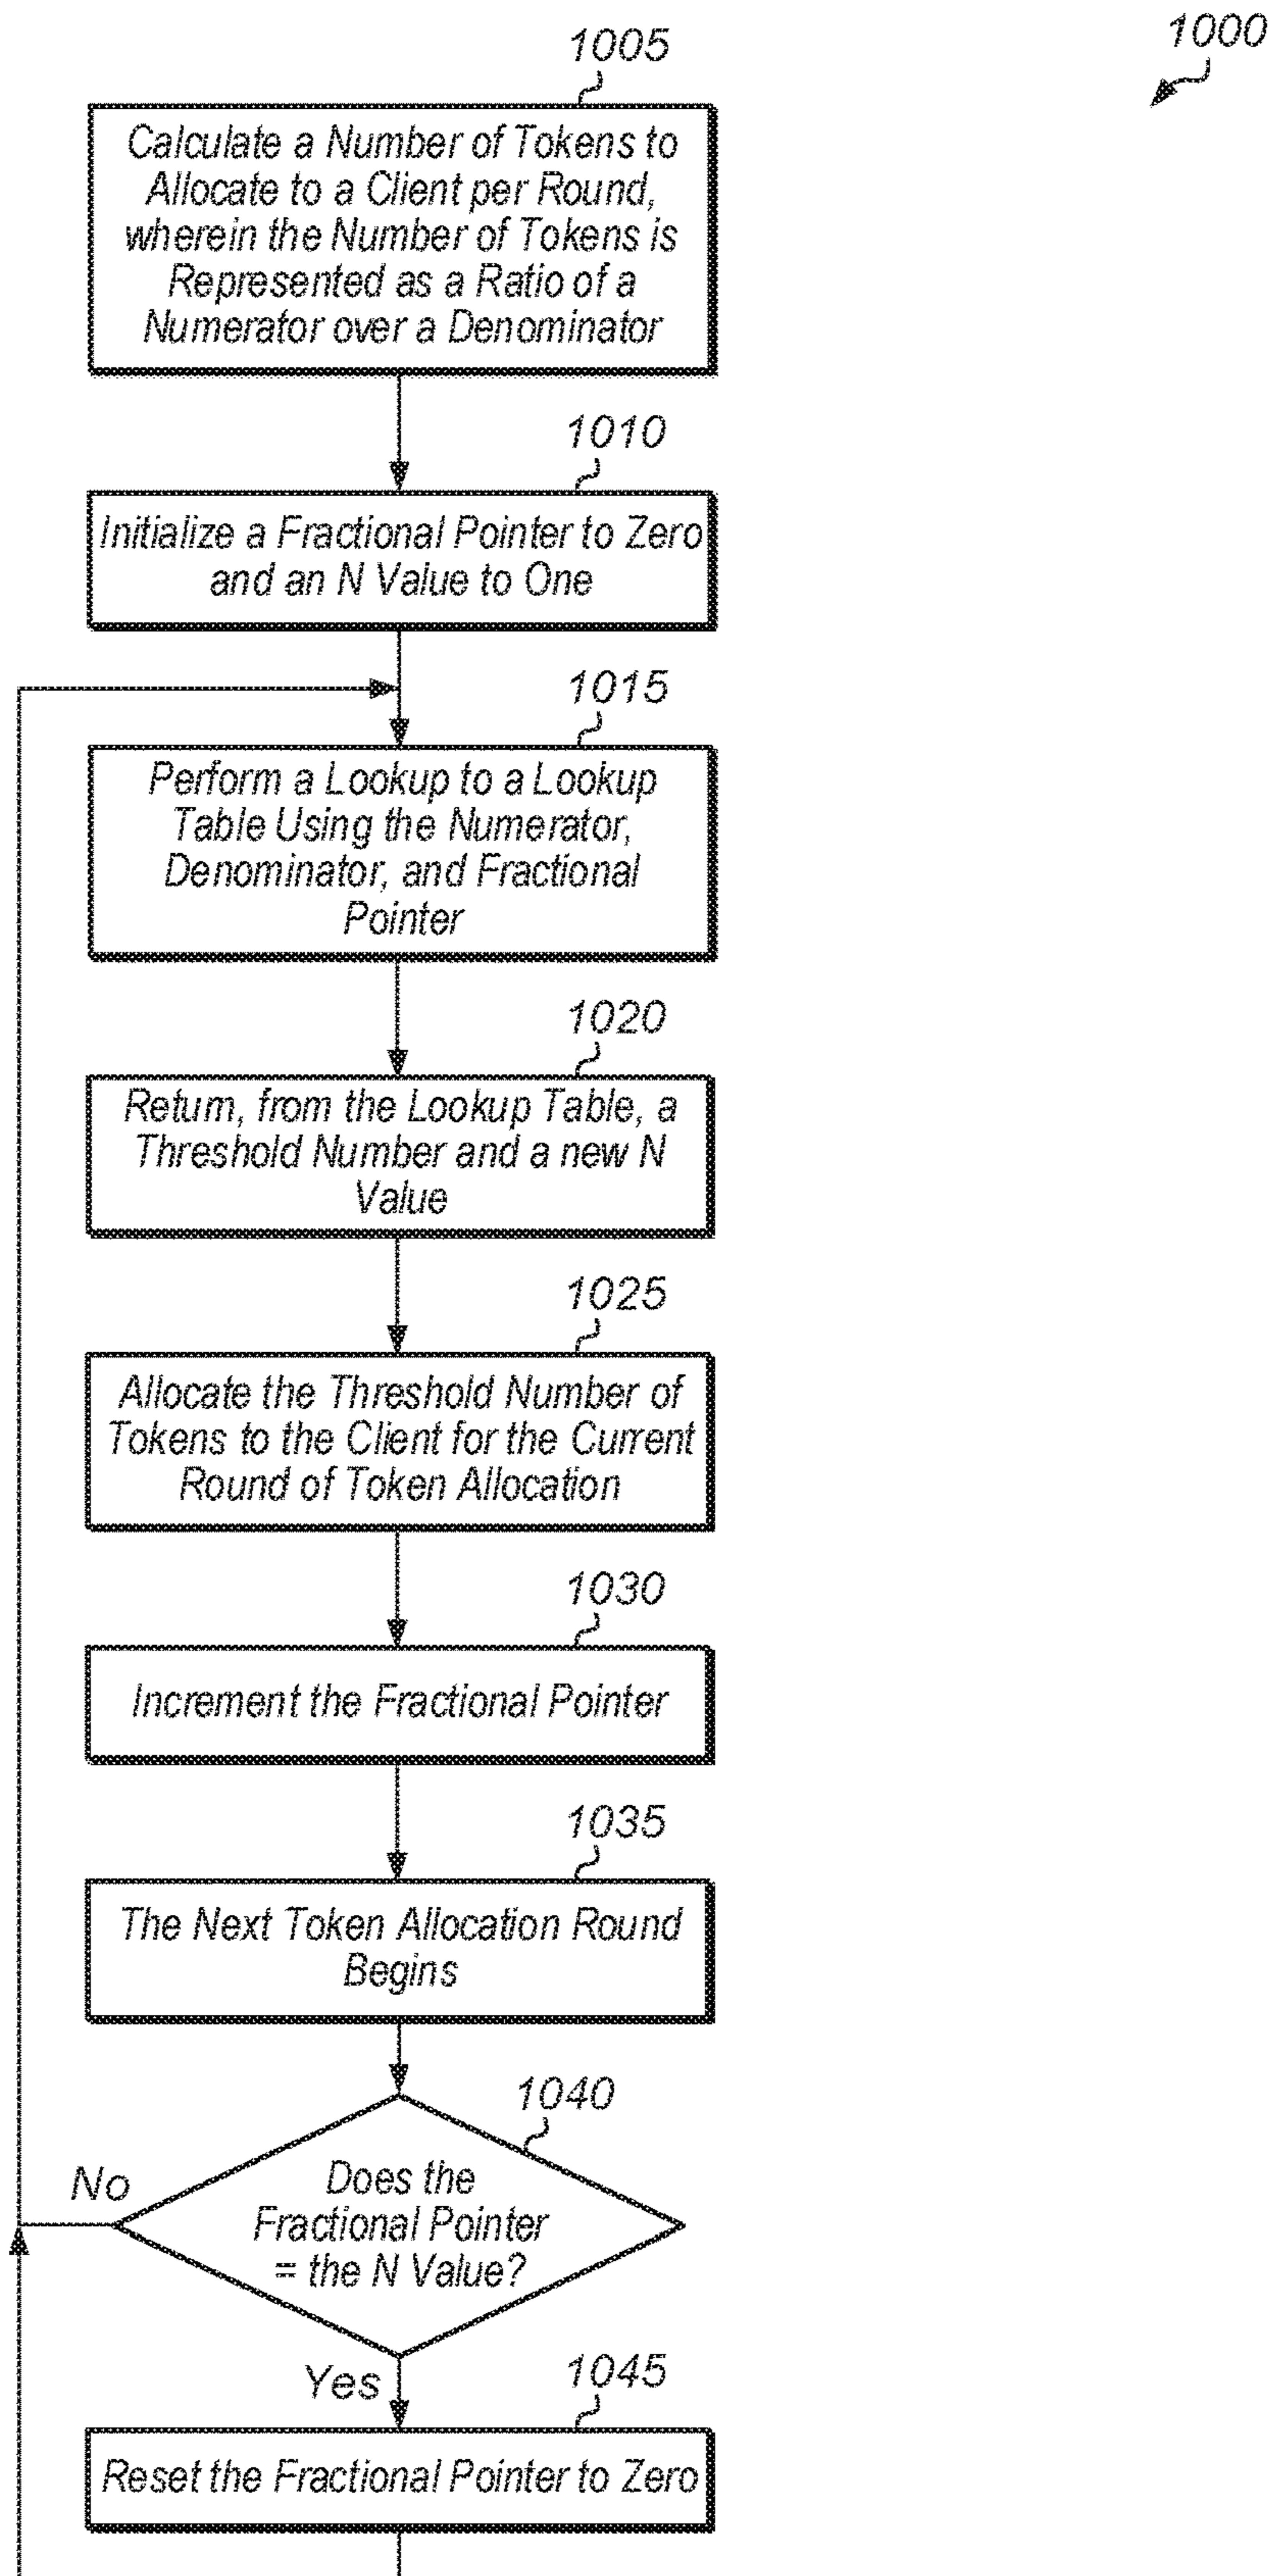 1005
1000
Calculate a Number of Tokens to
Allocate to a Client per Round,
wherein the Number of Tokens is
Represented as a Ratio of a
Numerator over a Denominator
1010
Initialize a Fractional Pointer to Zero
and an N Value to One
1015
Perform a Lookup to a Lookup
Table Using the Numerator,
Denominator, and Fractional
Pointer
1020
Return, from the Lookup Table, a
Threshold Number and a new N
Value
1025
Allocate the Threshold Number of
Tokens to the Client for the Current
Round of Token Allocation
1030
Increment the Fractional Pointer
1035
The Next Token Allocation Round
Begins
1040
No
Does the
Fractional Pointer
= the N Value?
Yes
1045
Reset the Fractional Pointer to Zero